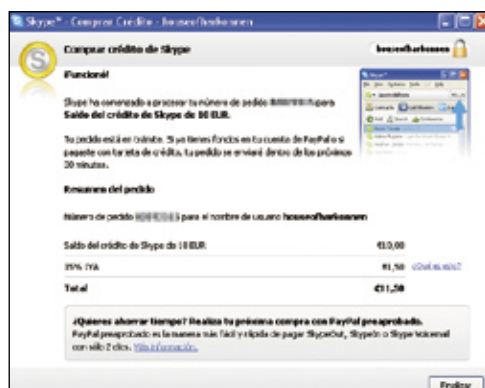 Skype™ - Comprar Crédito - houseofharkonnen
Comprar crédito de Skype
houseofharkonnen
¡Funcionó!
Skype ha comenzado a procesar tu número de pedido para
Saldo del crédito de Skype de 10 EUR.
Tu pedido está en trámite. Si ya tienes fondos en tu cuenta de PayPal o si
pagaste con tarjeta de crédito, tu pedido se enviará dentro de los próximos
30 minutos.
Resumen del pedido
Número de pedido para el nombre de usuario houseofharkonnen
Saldo del crédito de Skype de 10 EUR
€10,00
15% IVA
€1,50
¿Qué es esto?
Total
€11,50
¿Quieres ahorrar tiempo? Realiza tu próxima compra con PayPal preaprobado.
PayPal preaprobado es la manera más fácil y rápida de pagar SkypeOut, SkypeIn o Skype Voicemail
con sólo 2 clics. Más información.